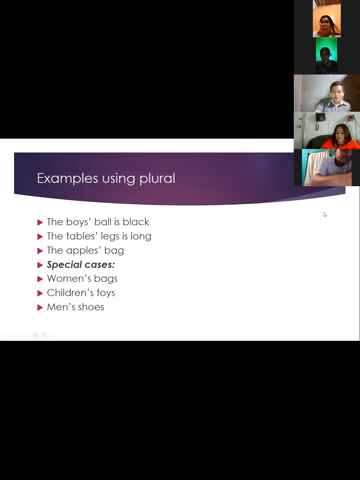 Examples using plural
The boys’ ball is black
The tables’ legs is long
The apples’ bag
Special cases:
Women’s bags
Children’s toys
Men’s shoes